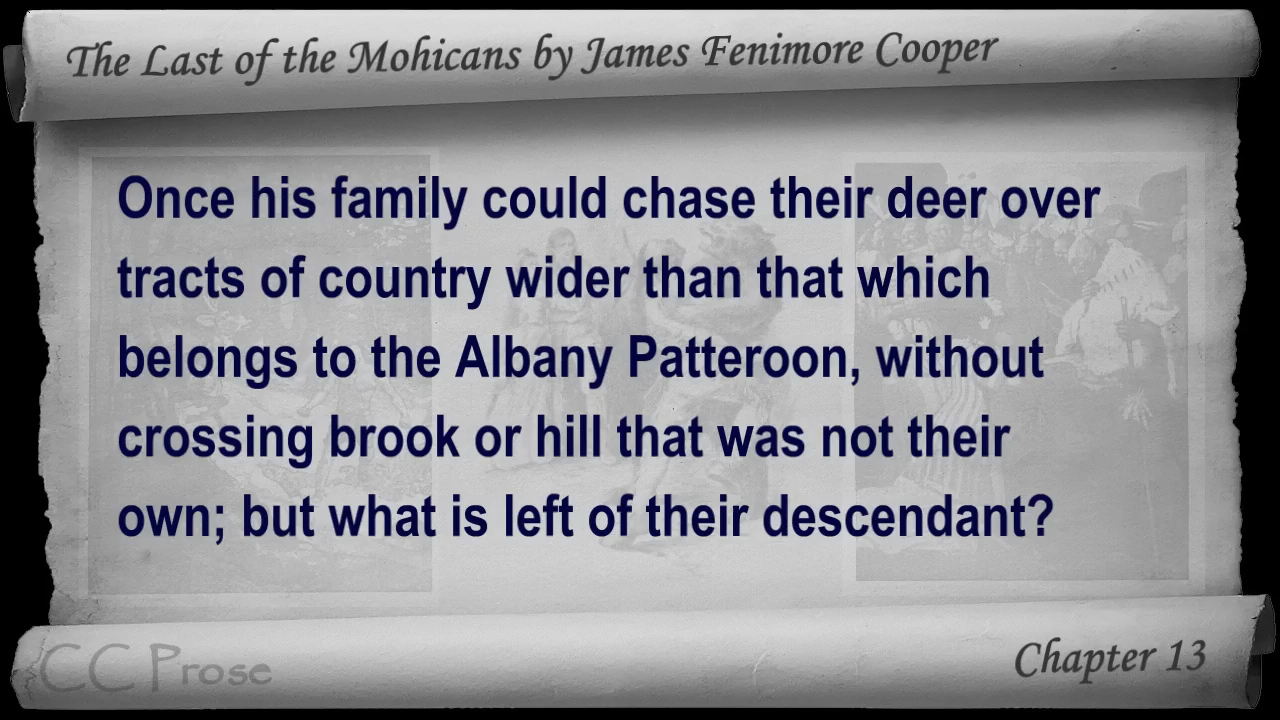 The Last of the Mohicans by James Fenimore Cooper
Once his family could chase their deer over
tracts of country wider than that which
belongs to the Albany Patteroon, without
crossing brook or hill that was not their
own; but what is left of their descendant?
CC Prose
Chapter 13